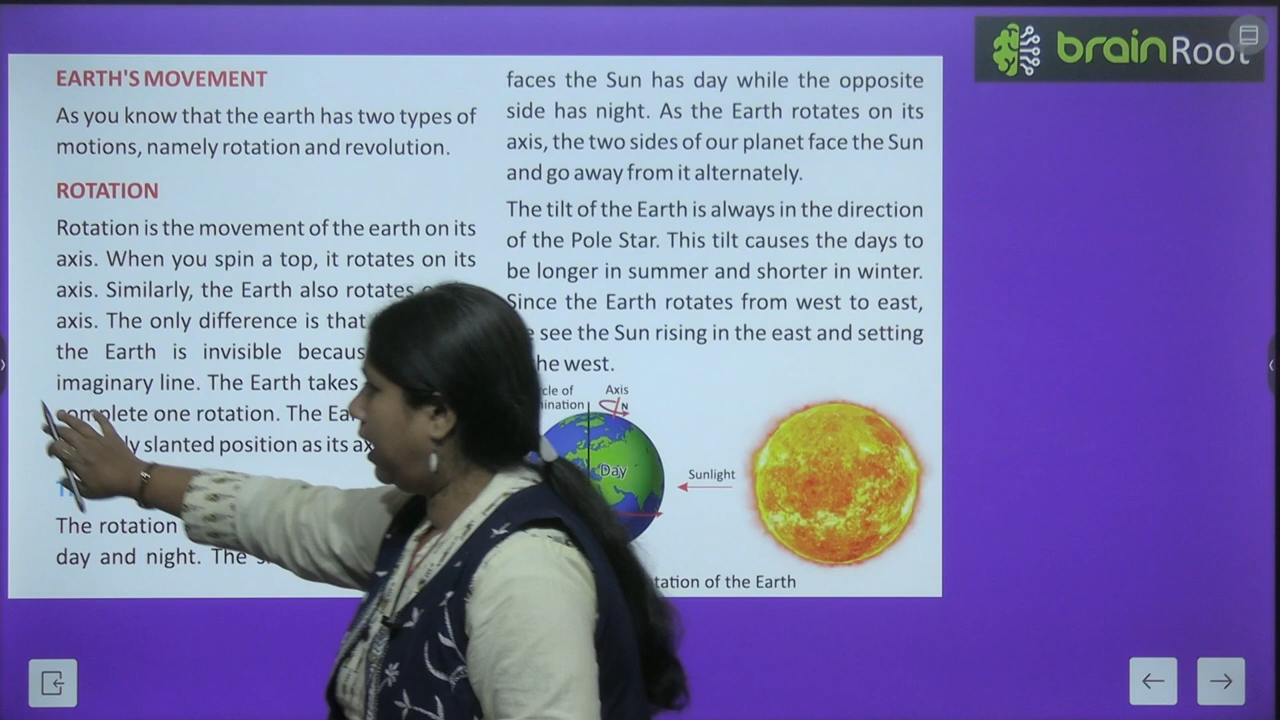 EARTH'S MOVEMENT
As you know that the earth has two types of
motions, namely rotation and revolution.
ROTATION
Rotation is the movement of the earth on its
axis. When you spin a top, it rotates on its
axis. Similarly, the Earth also rotates
axis. The only difference is that
the Earth is invisible
imaginary line. The Earth takes
complete one rotation. The
slanted position as its
The rotation
day and night. The
faces the Sun has day while the opposite
side has night. As the Earth rotates on its
axis, the two sides of our planet face the Sun
and go away from it alternately.
The tilt of the Earth is always in the direction
of the Pole Star. This tilt causes the days to
be longer in summer and shorter in winter.
Since the Earth rotates from west to east,
see the Sun rising in the east and setting
west.
of
Axis
N
Day
Sunlight
of the Earth
brainRoot